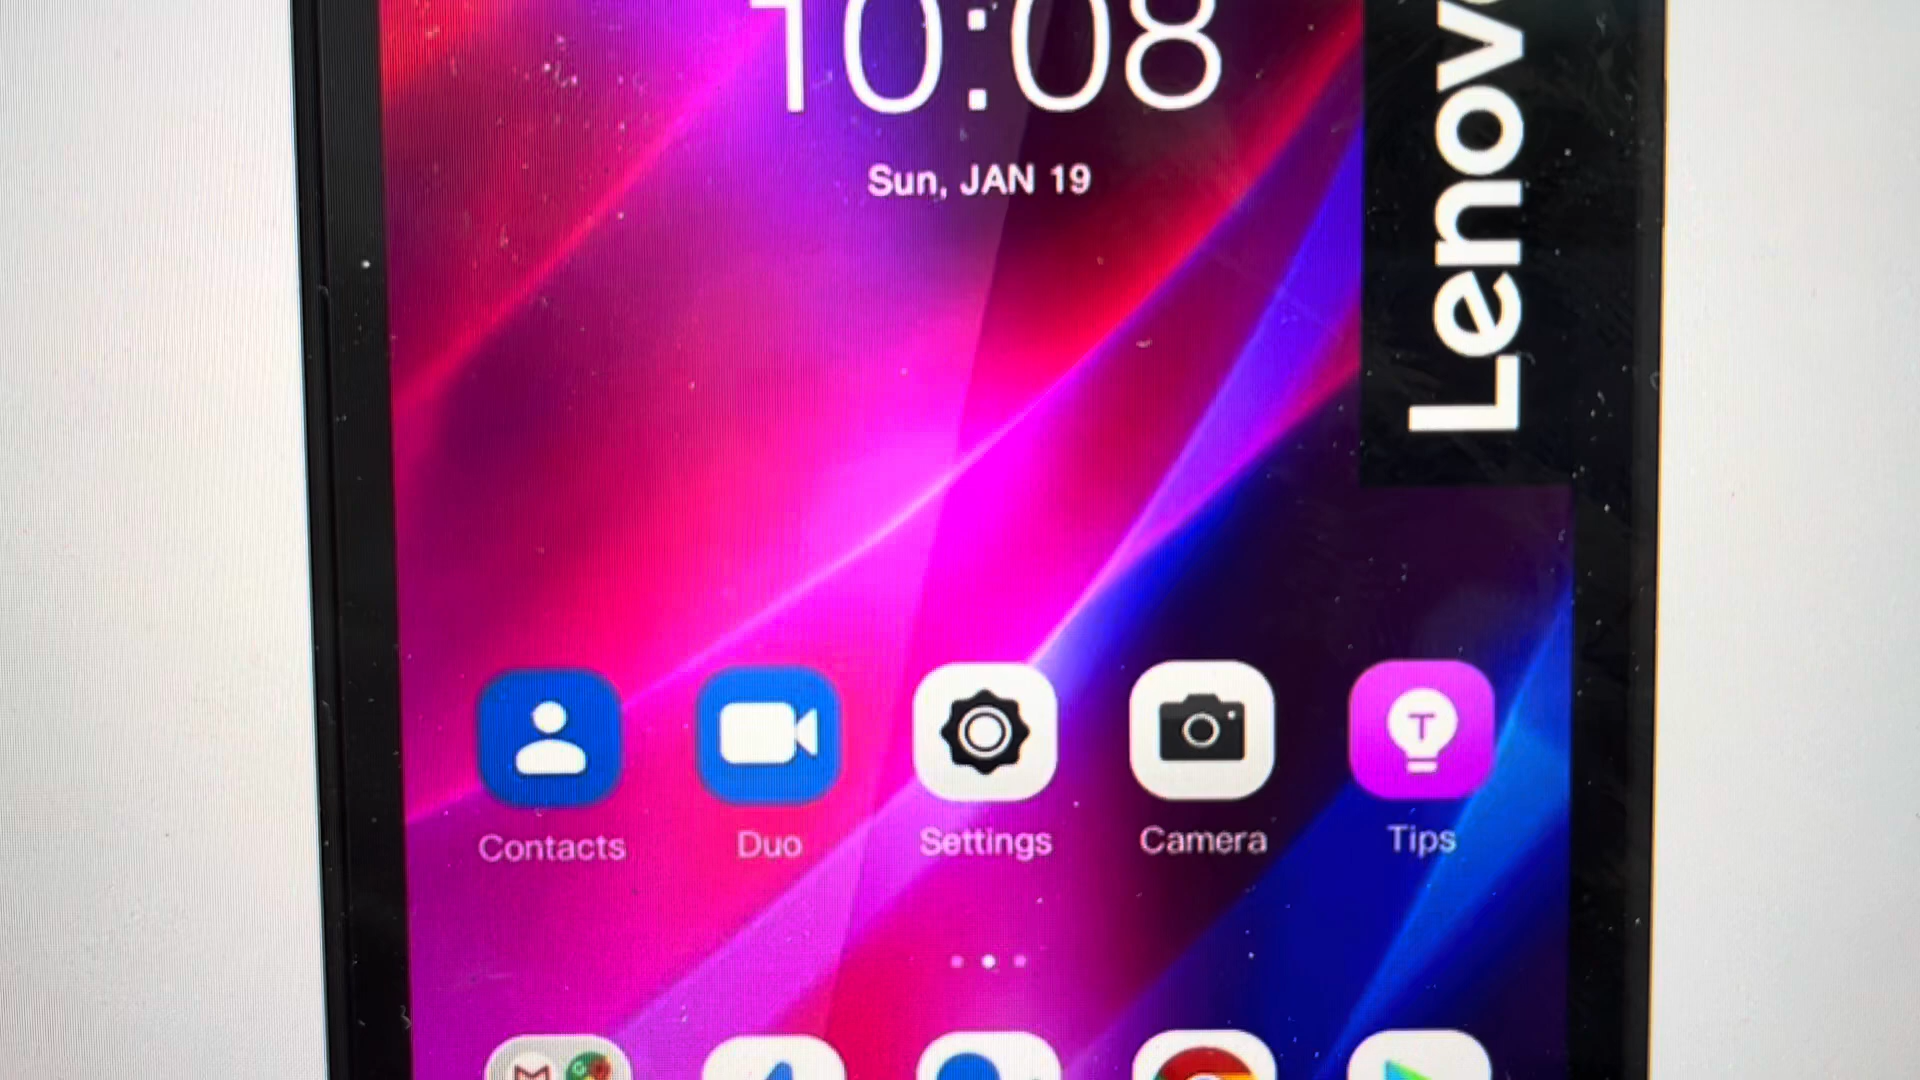 10:08
Sun, JAN 19
Lenov
Contacts
Duo
Settings
Camera
T
Tips